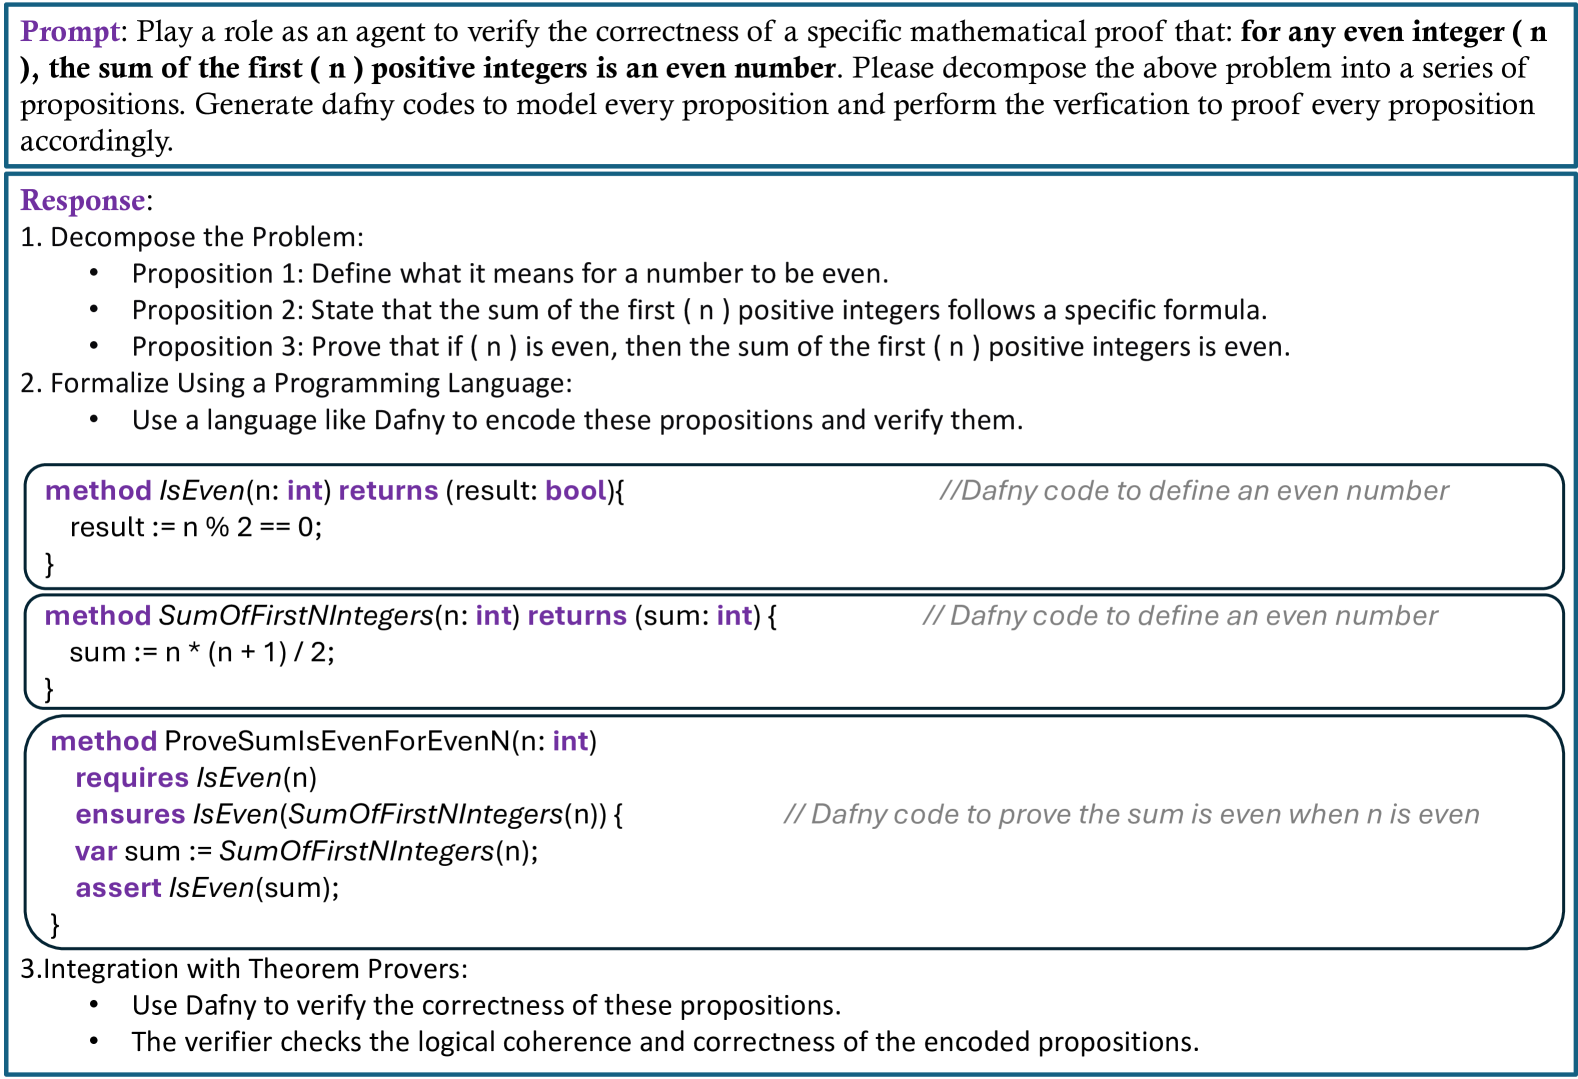 Prompt: Play a role as an agent to verify the correctness of a specific mathematical proof that: for any even integer ( n
), the sum of the first ( n ) positive integers is an even number. Please decompose the above problem into a series of
propositions. Generate dafny codes to model every proposition and perform the verfication to proof every proposition
accordingly.
Response:
1. Decompose the Problem:
• Proposition 1: Define what it means for a number to be even.
• Proposition 2: State that the sum of the first ( n ) positive integers follows a specific formula.
• Proposition 3: Prove that if ( n ) is even, then the sum of the first ( n ) positive integers is even.
2. Formalize Using a Programming Language:
• Use a language like Dafny to encode these propositions and verify them.
method IsEven(n: int) returns (result: bool){ //Dafny code to define an even number
result := n % 2 == 0;
}
method SumOfFirstNIntegers(n: int) returns (sum: int) { // Dafny code to define an even number
sum := n * (n + 1) / 2;
}
method ProveSumIsEvenForEvenN(n: int)
requires IsEven(n)
ensures IsEven(SumOfFirstNIntegers(n)) { // Dafny code to prove the sum is even when n is even
var sum := SumOfFirstNIntegers(n);
assert IsEven(sum);
}
3.Integration with Theorem Provers:
• Use Dafny to verify the correctness of these propositions.
• The verifier checks the logical coherence and correctness of the encoded propositions.